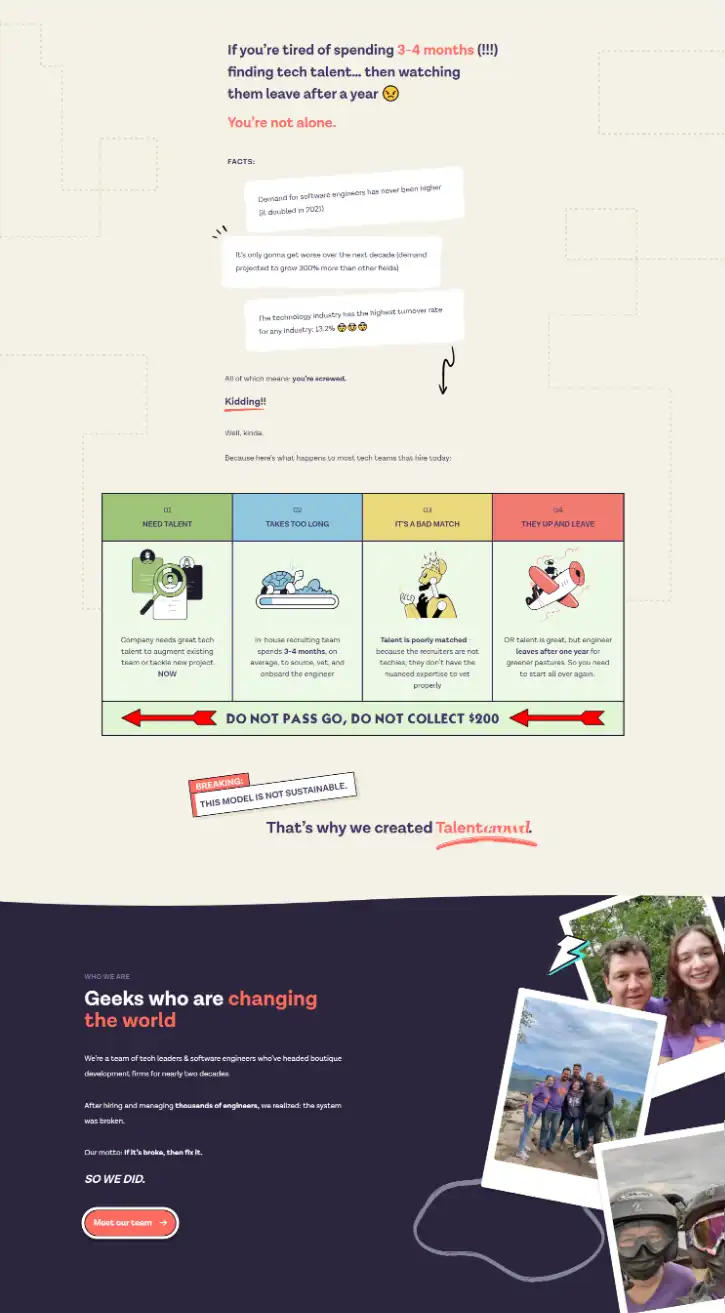 If you're tired of spending 3-4 months (!!!)
finding tech talent... then watching
them leave after a year 😠
You're not alone.
FACTS:
Demand for software engineers has never been higher
(it doubled in 2021)
It's only gonna get worse over the next decade (demand
projected to grow 300% more than other fields)
The technology industry has the highest turnover rate
for any industry: 13.2% 😳😳😳
All of which means: you're screwed.
Kidding!!
Well, kinda.
Because here's what happens to most tech teams that hire today:
01
NEED TALENT
Company needs great tech
talent to augment existing
team or tackle new project.
NOW
02
TAKES TOO LONG
In-house recruiting team
spends 3-4 months, on
average, to source, vet, and
onboard the engineer
03
IT'S A BAD MATCH
Talent is poorly matched
because the recruiters are not
techies; they don't have the
nuanced expertise to vet
properly
04
THEY UP AND LEAVE
OR talent is great, but engineer
leaves after one year for
greener pastures. So you need
to start all over again.
DO NOT PASS GO, DO NOT COLLECT $200
BREAKING:
THIS MODEL IS NOT SUSTAINABLE.
That's why we created Talentcrowd.
WHO WE ARE
Geeks who are changing
the world
We're a team of tech leaders & software engineers who've headed boutique
development firms for nearly two decades.
After hiring and managing thousands of engineers, we realized: the system
was broken.
Our motto: If it's broke, then fix it.
SO WE DID.
Meet our team →